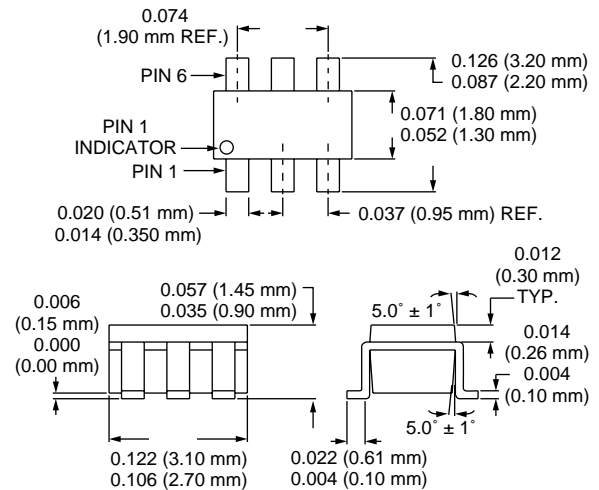 0.074
(1.90 mm REF.)
PIN 6
0.126 (3.20 mm)
0.087 (2.20 mm)
0.071 (1.80 mm)
0.052 (1.30 mm)
PIN 1
INDICATOR
PIN 1
0.020 (0.51 mm)
0.014 (0.350 mm)
0.037 (0.95 mm) REF.
0.006
(0.15 mm)
0.000
(0.00 mm)
0.057 (1.45 mm)
0.035 (0.90 mm)
0.122 (3.10 mm)
0.106 (2.70 mm)
5.0° ± 1°
0.012
(0.30 mm)
TYP.
0.014
(0.26 mm)
0.004
(0.10 mm)
5.0° ± 1°
0.022 (0.61 mm)
0.004 (0.10 mm)